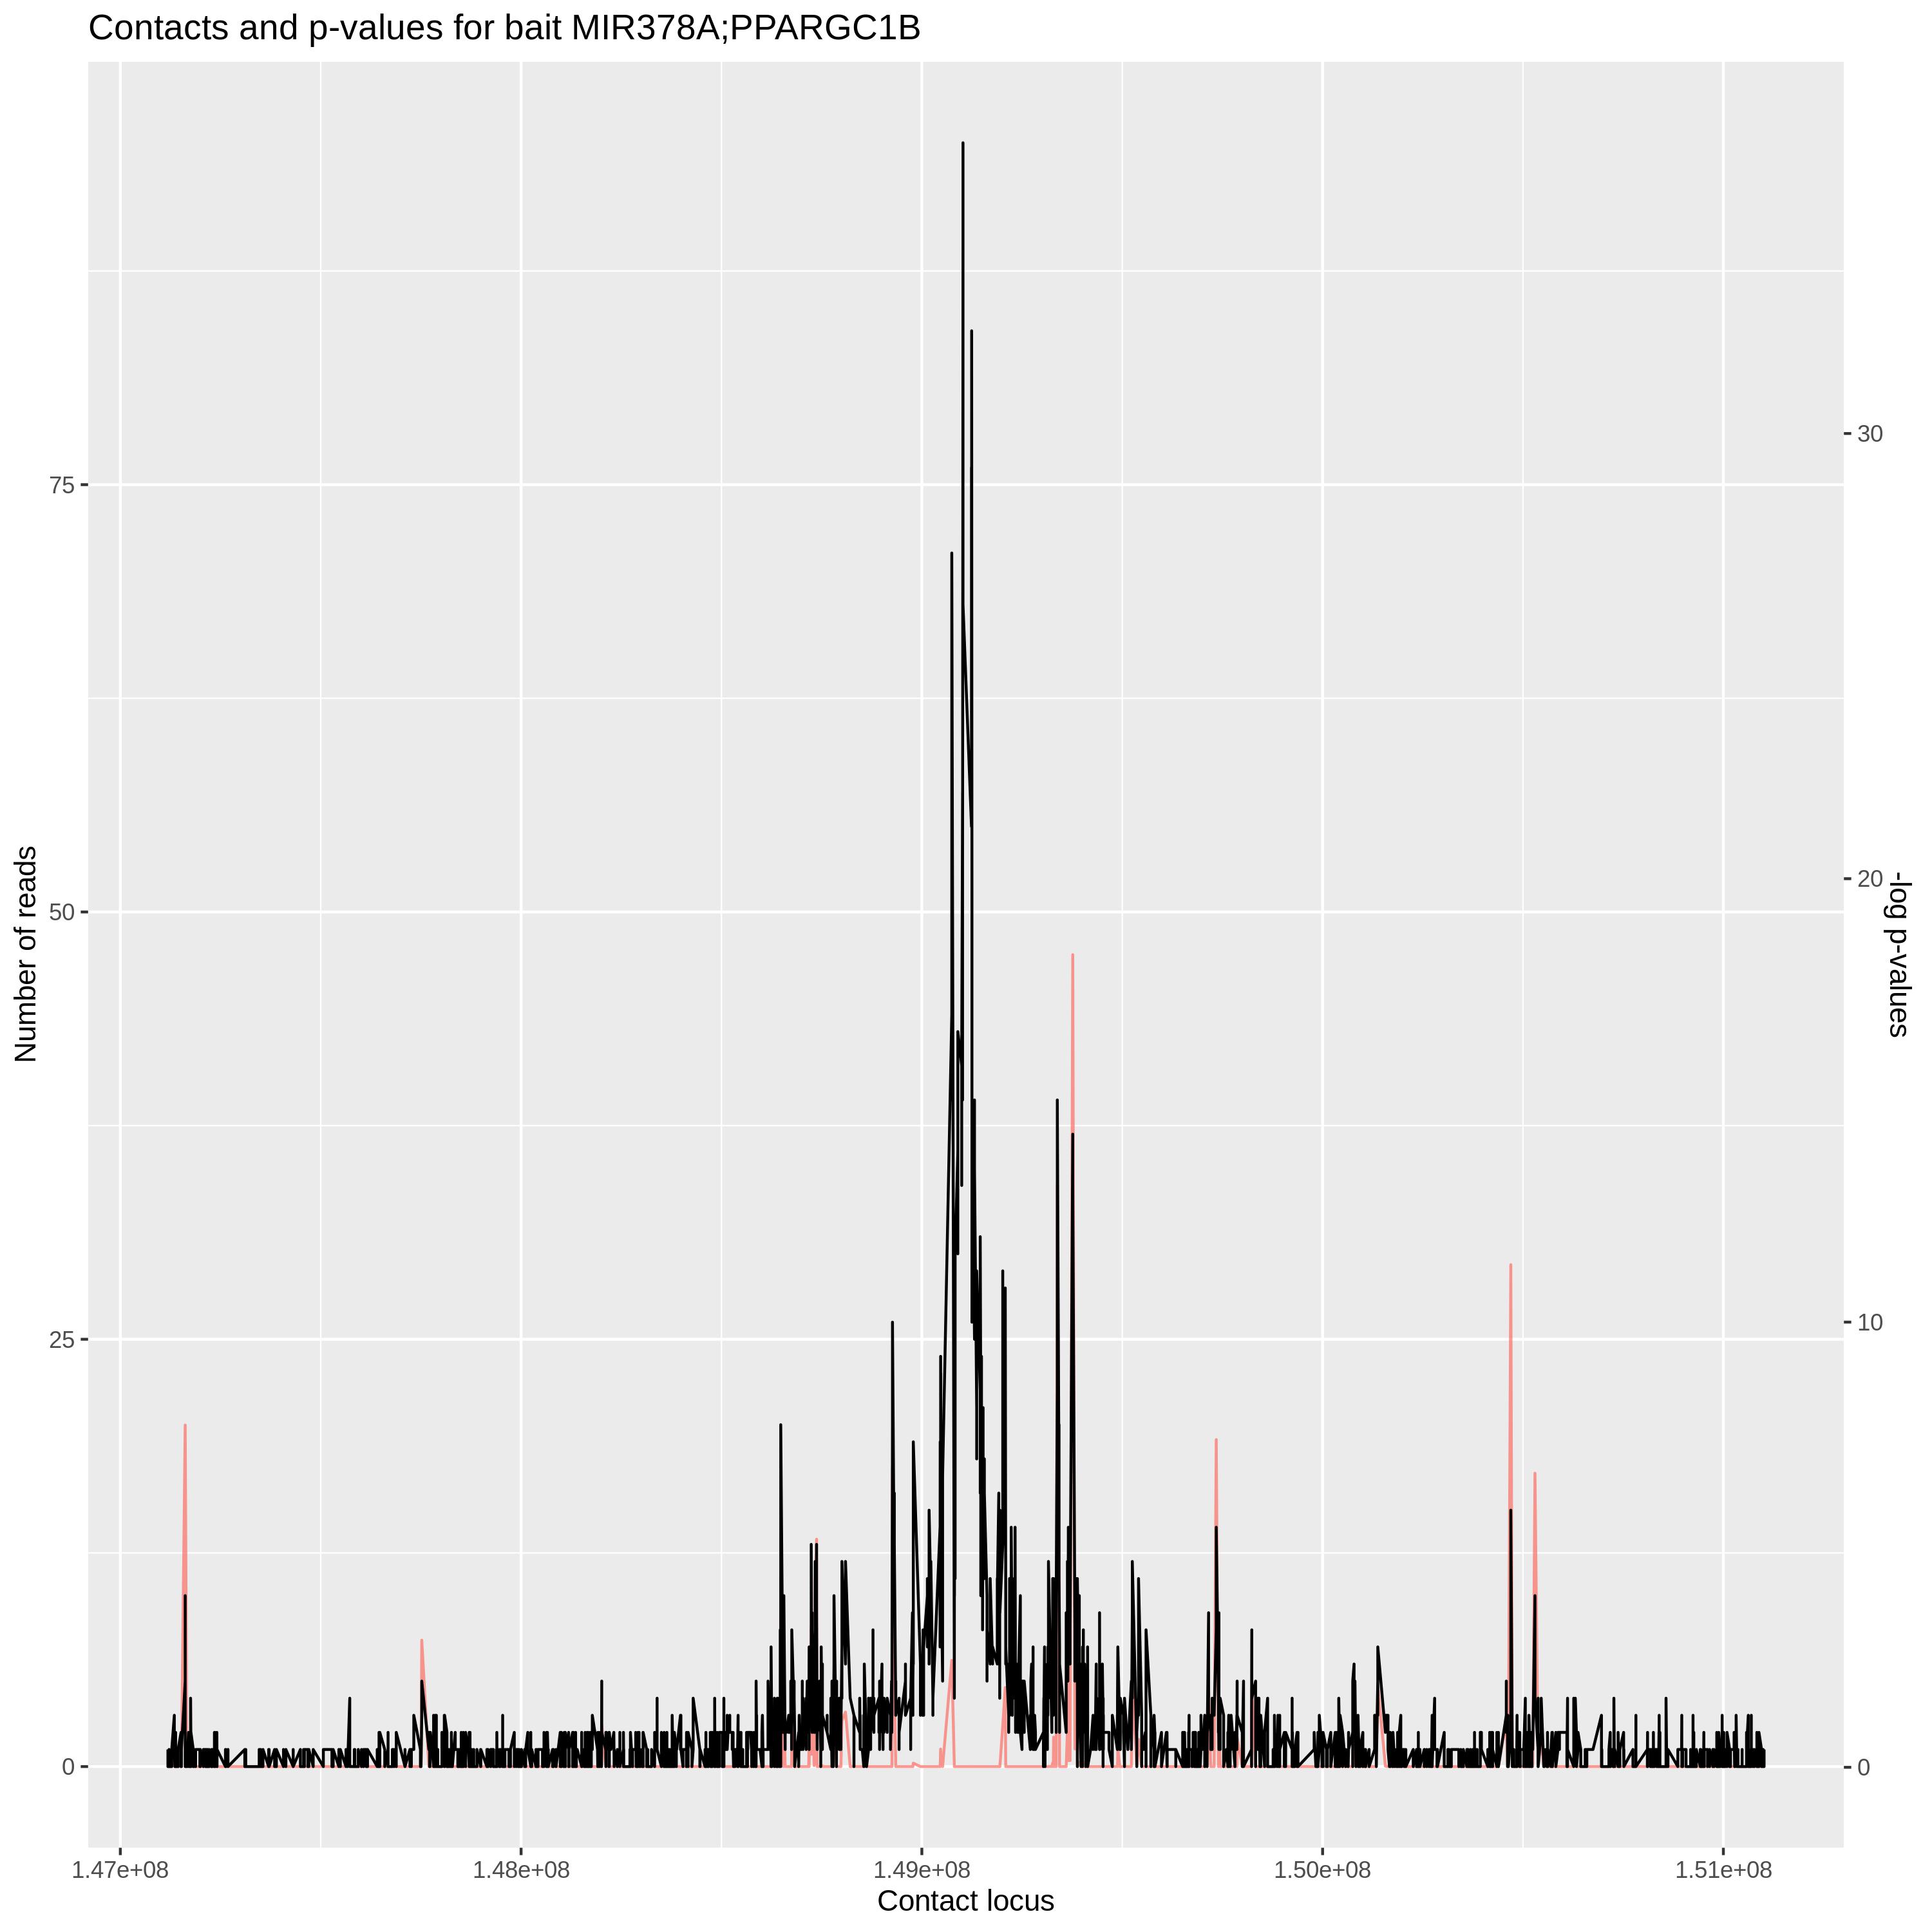 Contacts and p-values for bait MIR378A;PPARGC1B
Number of reads
75
50
25
0
30
20
10
0
-log p-values
1.47e+08 1.48e+08 1.49e+08 1.50e+08 1.51e+08
Contact locus